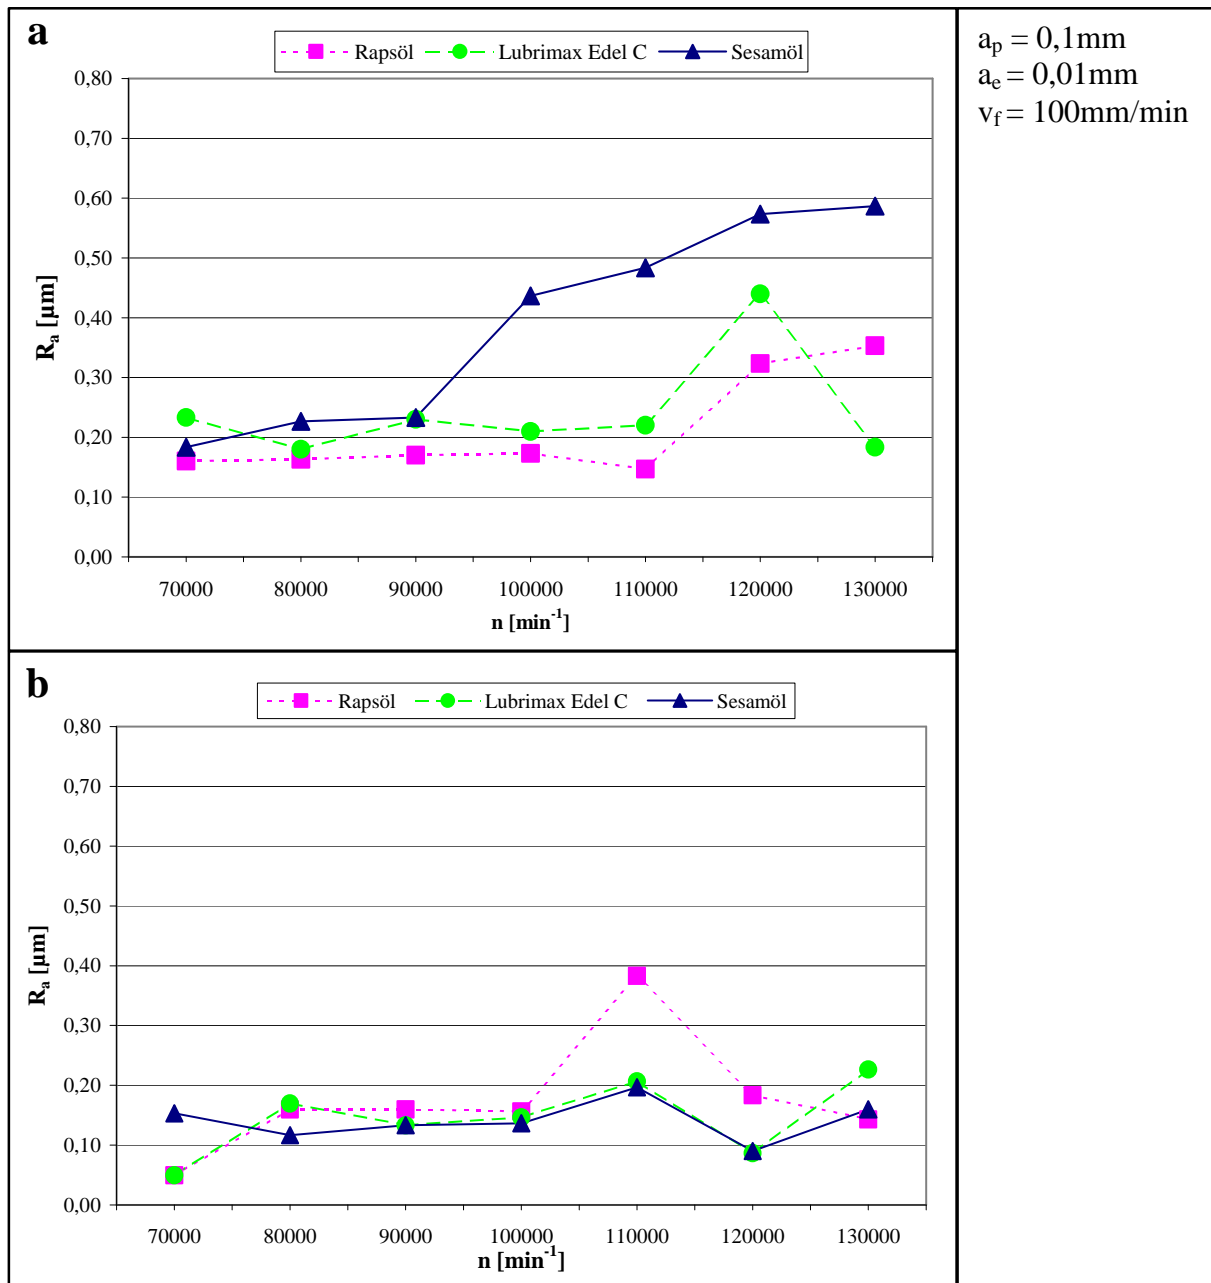 a
Rapsöl Lubrimax Edel C Sesamöl
0,80
0,70
0,60
0,50
0,40
0,30
0,20
0,10
0,00
Ra [µm]
70000 80000 90000 100000 110000 120000 130000
n [min-1]
ap = 0,1mm
ae = 0,01mm
vf = 100mm/min
b
Rapsöl Lubrimax Edel C Sesamöl
0,80
0,70
0,60
0,50
0,40
0,30
0,20
0,10
0,00
Ra [µm]
70000 80000 90000 100000 110000 120000 130000
n [min-1]